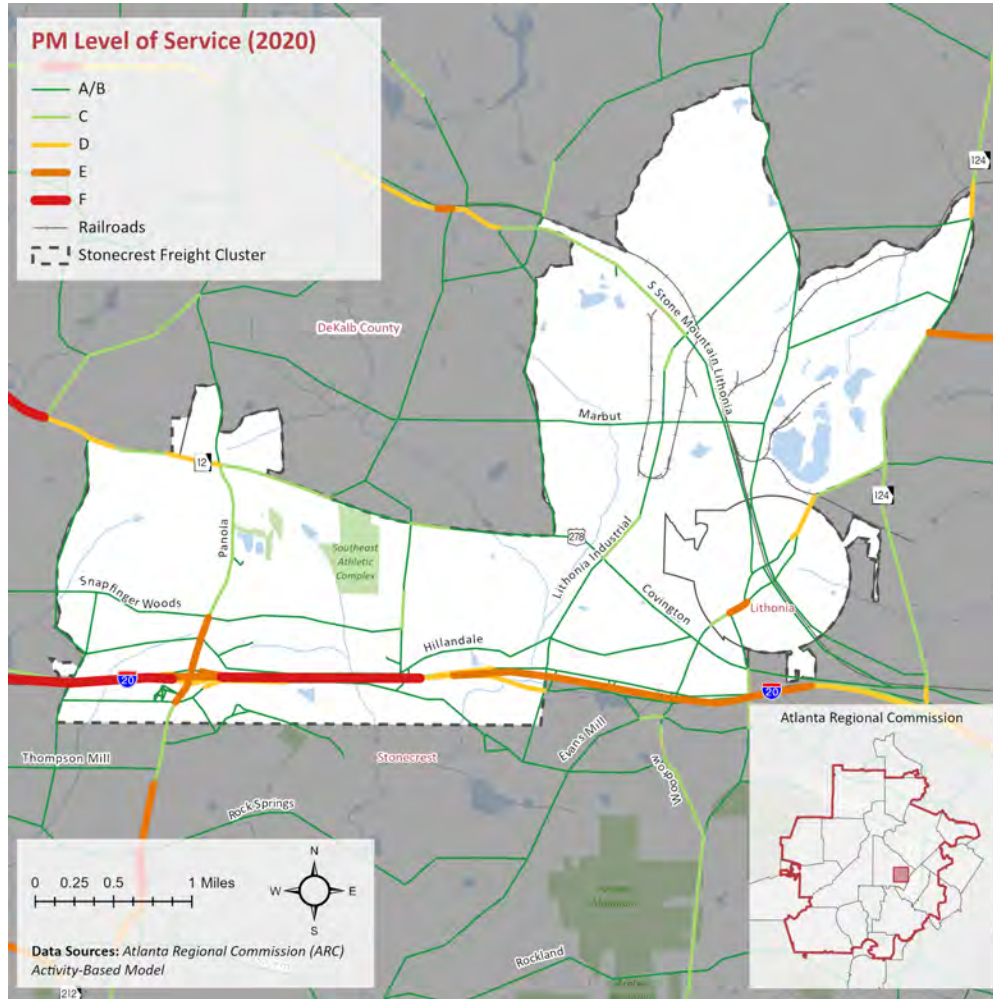 PM Level of Service (2020)
A/B
C
D
E
F
Railroads
Stonecrest Freight Cluster
124
S Stone Mountain Lithonia
DeKalb County
Marbut
12
124
Panola
278
Southeast
Athletic
Complex
Lithonia Industrial
Snapfinger Woods
Covington
Lithonia
Hillandale
20
20
Atlanta Regional Commission
Evans Mill
Thompson Mill
Stonecrest
Woodrow
Rock Springs
0 0.25 0.5 1 Miles
N
W E
S
Data Sources: Atlanta Regional Commission (ARC)
Activity-Based Model
Rockland
212